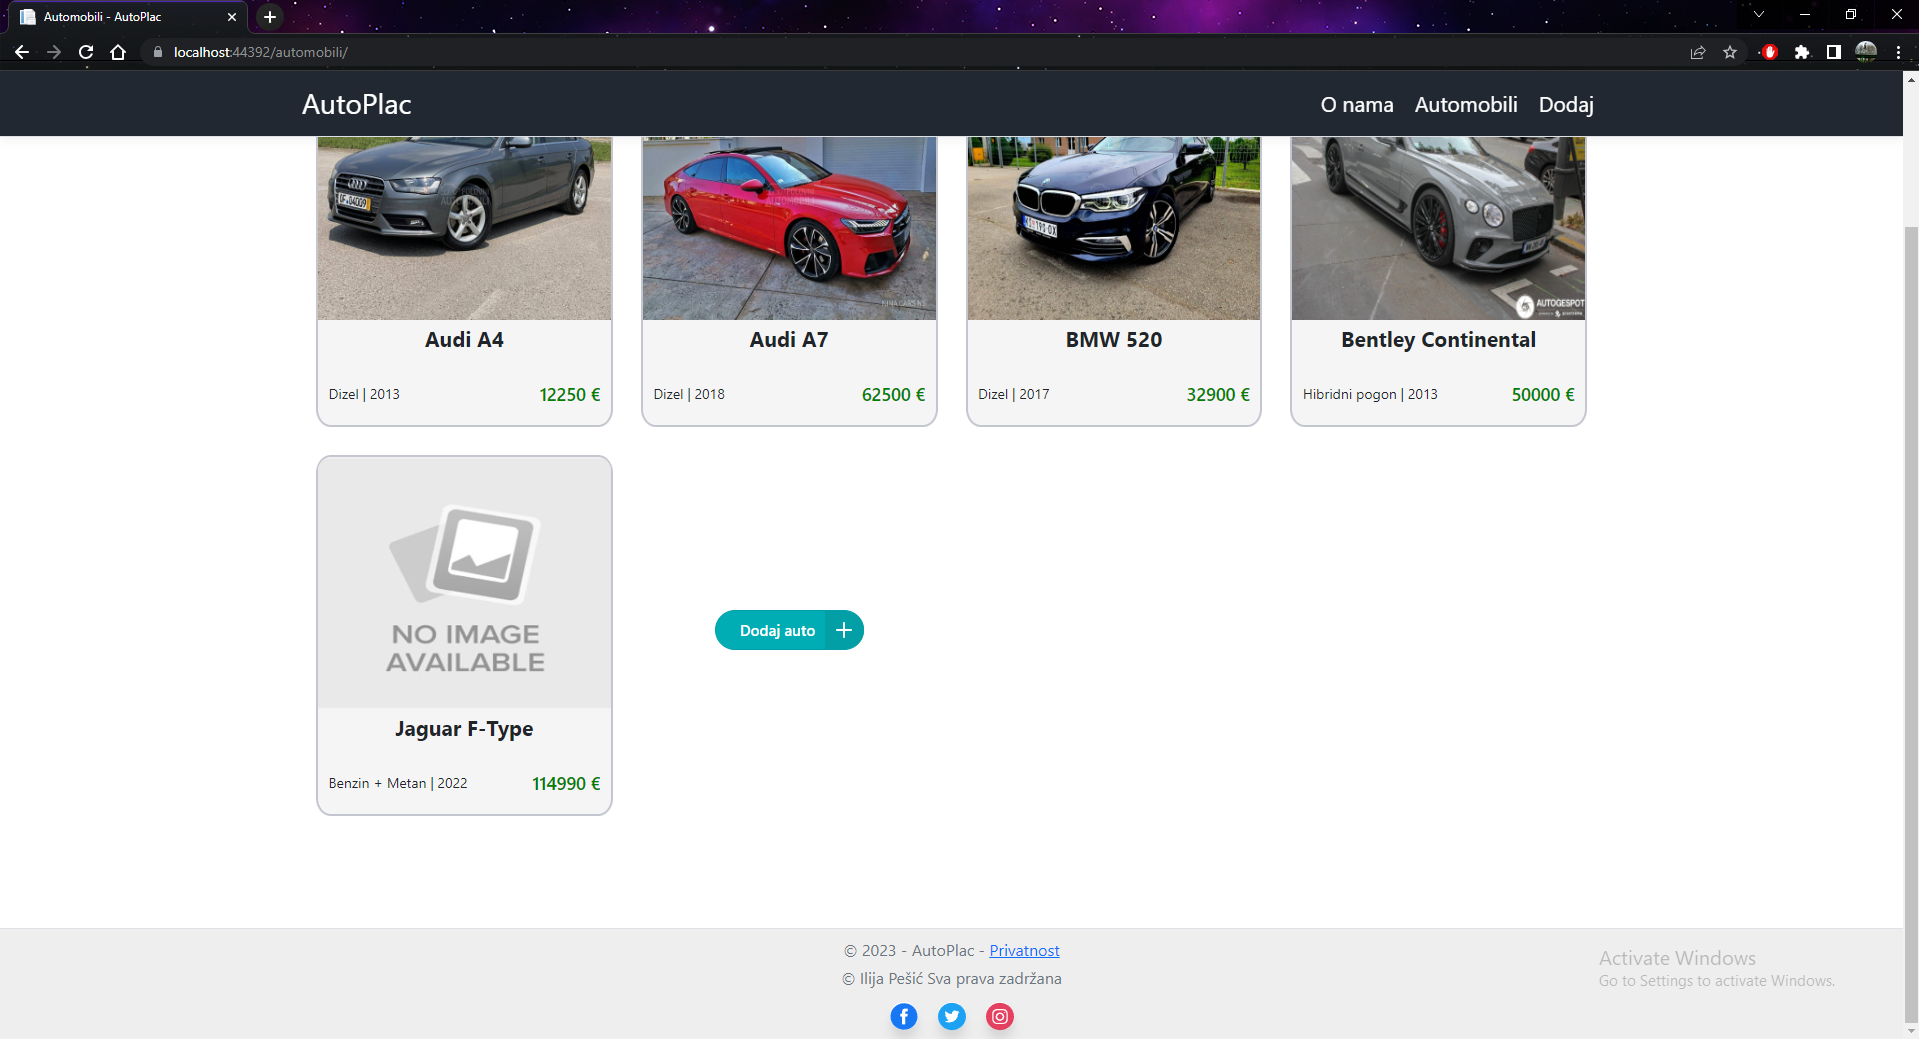 Automobili - AutoPlac
localhost:44392/automobili/
AutoPlac
O nama Automobili Dodaj
Audi A4
Dizel | 2013 12250 €
Audi A7
Dizel | 2018 62500 €
BMW 520
Dizel | 2017 32900 €
AUTOGESPOT
Bentley Continental
Hibridni pogon | 2013 50000 €
NO IMAGE
AVAILABLE
Jaguar F-Type
Benzin + Metan | 2022 114990 €
Dodaj auto
© 2023 - AutoPlac - Privatnost
© Ilija Pešić Sva prava zadržana
Activate Windows
Go to Settings to activate Windows.